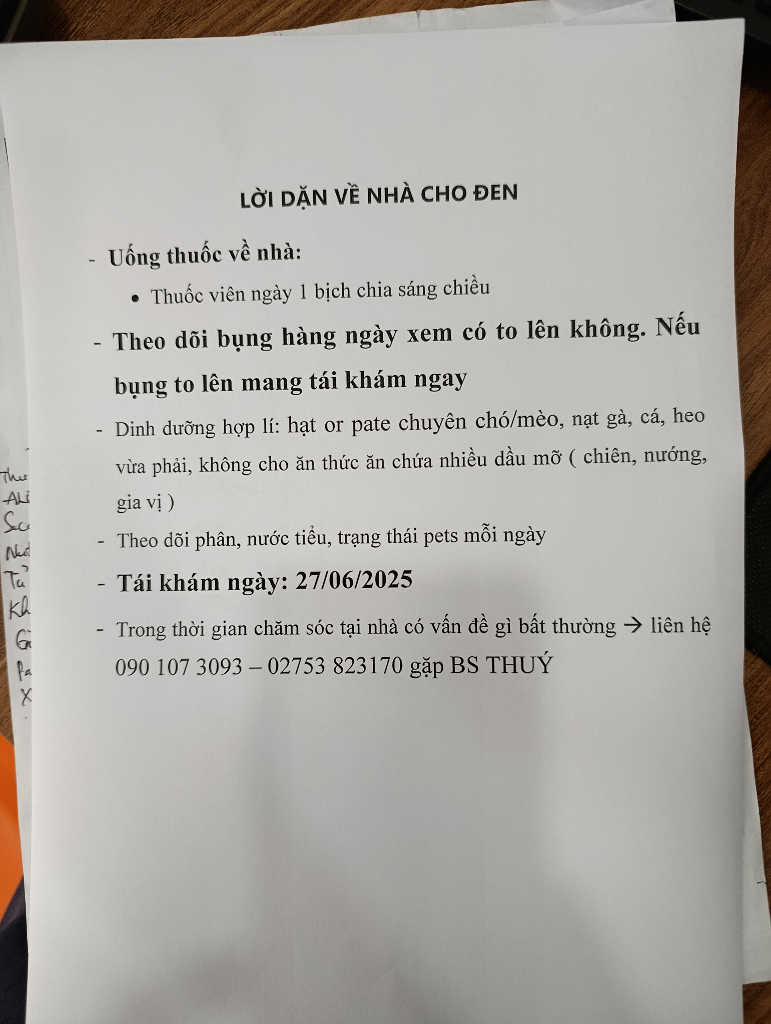 LỜI DẶN VỀ NHÀ CHO ĐEN
- Uống thuốc về nhà:
• Thuốc viên ngày 1 bịch chia sáng chiều
- Theo dõi bụng hàng ngày xem có to lên không. Nếu
bụng to lên mang tái khám ngay
- Dinh dưỡng hợp lí: hạt or pate chuyên chó/mèo, nạt gà, cá, heo
vừa phải, không cho ăn thức ăn chứa nhiều dầu mỡ ( chiên, nướng,
gia vị )
- Theo dõi phân, nước tiểu, trạng thái pets mỗi ngày
- Tái khám ngày: 27/06/2025
- Trong thời gian chăm sóc tại nhà có vấn đề gì bất thường → liên hệ
090 107 3093 – 02753 823170 gặp BS THUÝ